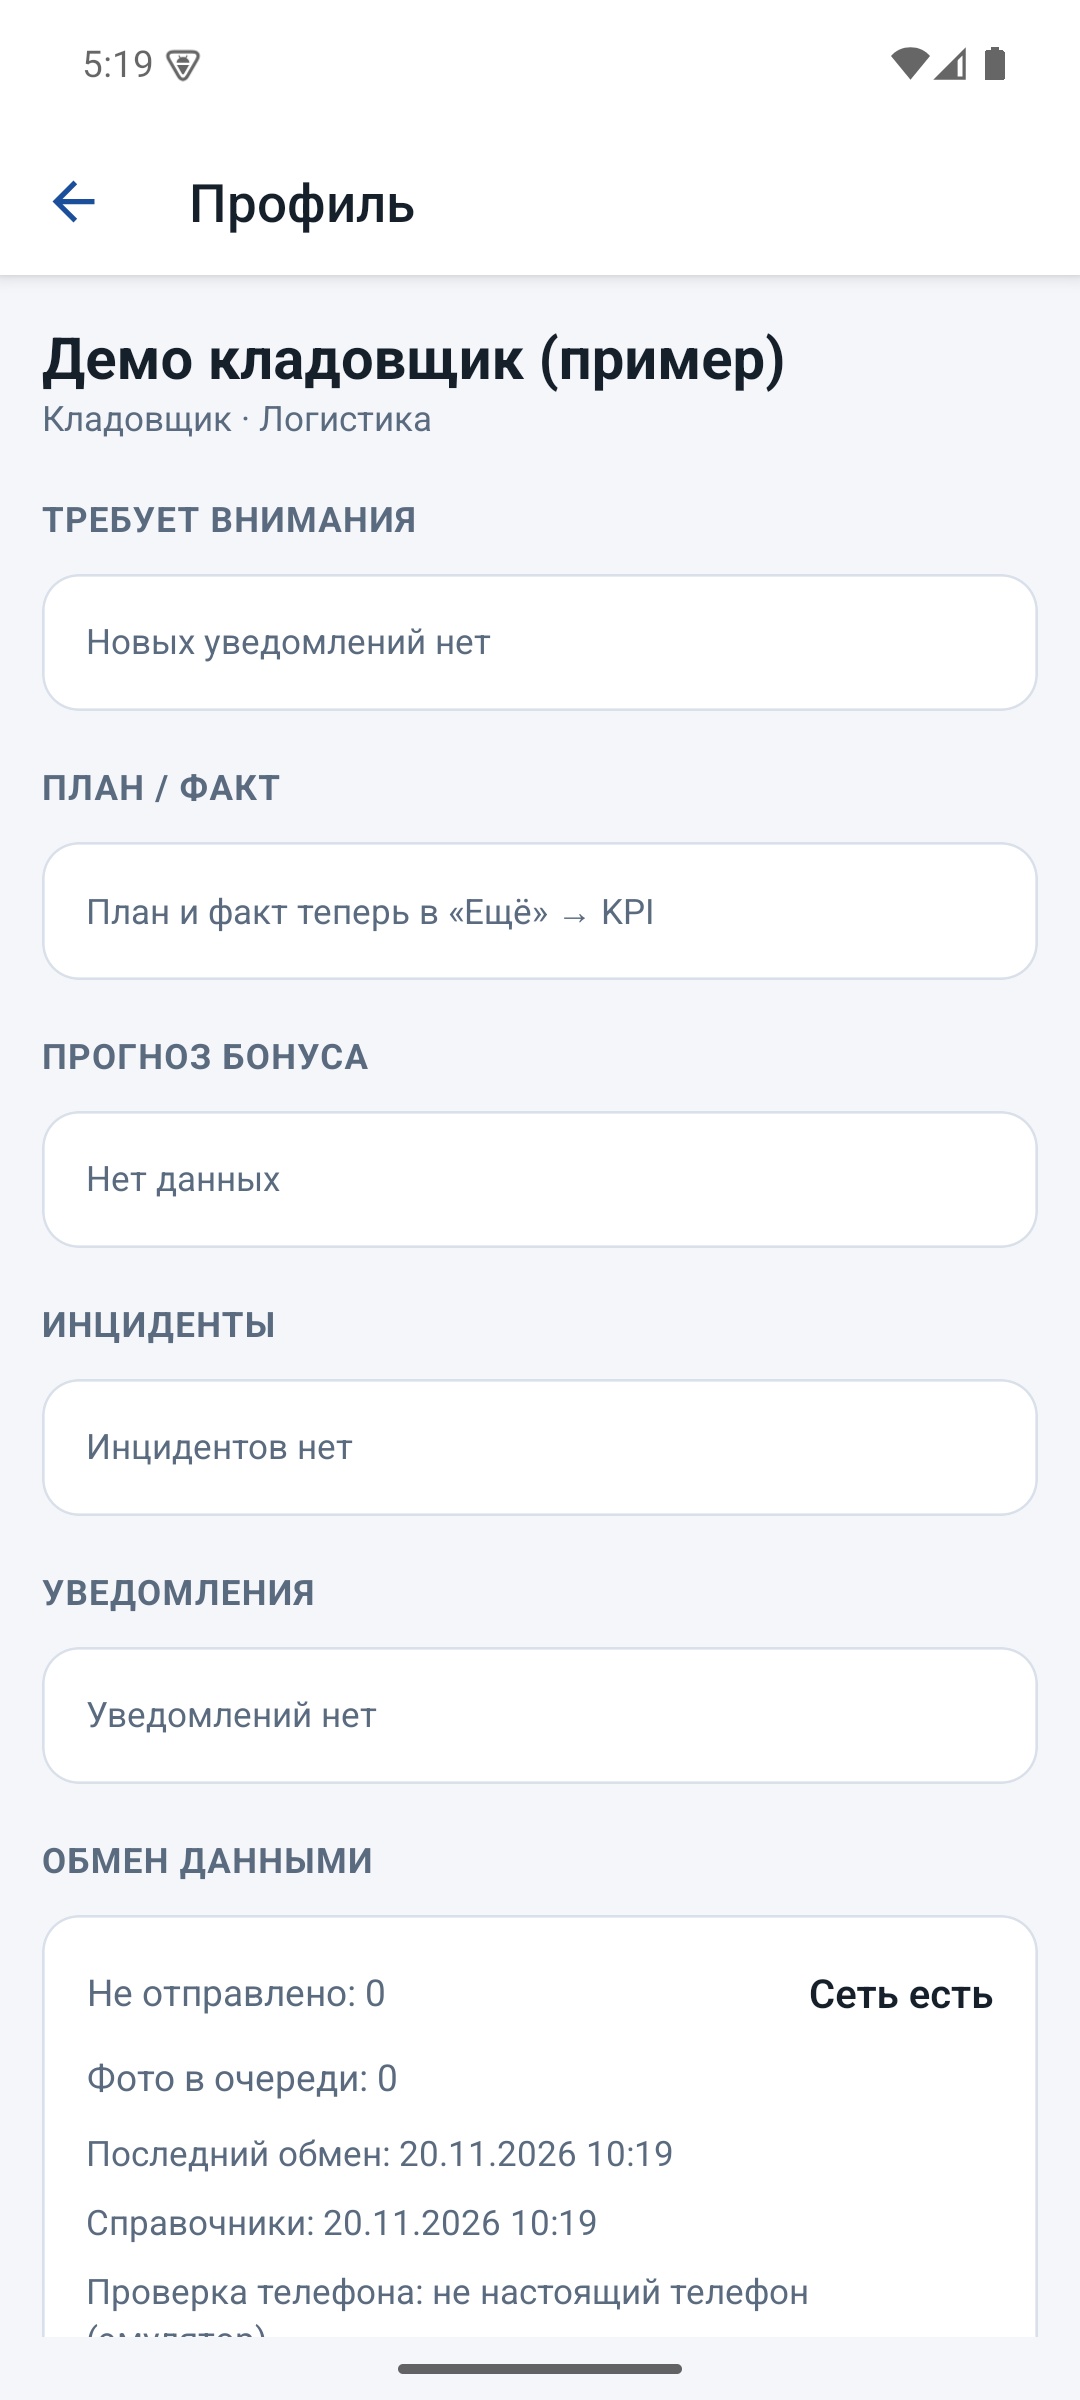 5:19
Профиль
Демо кладовщик (пример)
Кладовщик · Логистика
ТРЕБУЕТ ВНИМАНИЯ
Новых уведомлений нет
ПЛАН / ФАКТ
План и факт теперь в «Ещё» → KPI
ПРОГНОЗ БОНУСА
Нет данных
ИНЦИДЕНТЫ
Инцидентов нет
УВЕДОМЛЕНИЯ
Уведомлений нет
ОБМЕН ДАННЫМИ
Не отправлено: 0 Сеть есть
Фото в очереди: 0
Последний обмен: 20.11.2026 10:19
Справочники: 20.11.2026 10:19
Проверка телефона: не настоящий телефон